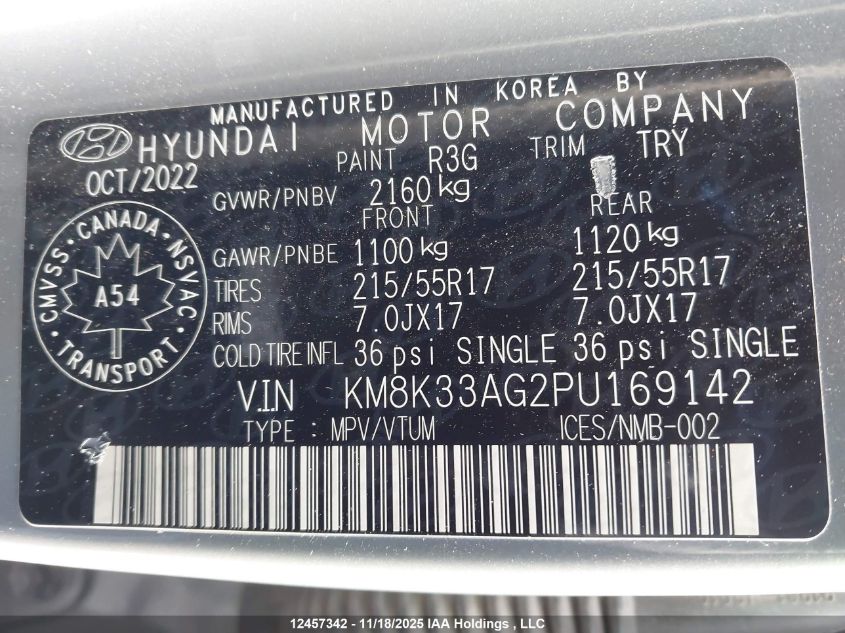 MANUFACTURED IN KOREA BY
HYUNDAI MOTOR COMPANY
OCT/2022 PAINT R3G TRIM TRY
GVWR/PNBV 2160 kg
FRONT REAR
GAWR/PNBE 1100 kg 1120 kg
TIRES 215/55R17 215/55R17
RIMS 7.0JX17 7.0JX17
COLD TIRE INFL 36 psi SINGLE 36 psi SINGLE
V.I.N KM8K33AG2PU169142
TYPE : MPV/VTUM ICES/NMB-002
CMVSS · CANADA · NSVAC · TRANSPORT
A54
12457342 - 11/18/2025 IAA Holdings, LLC